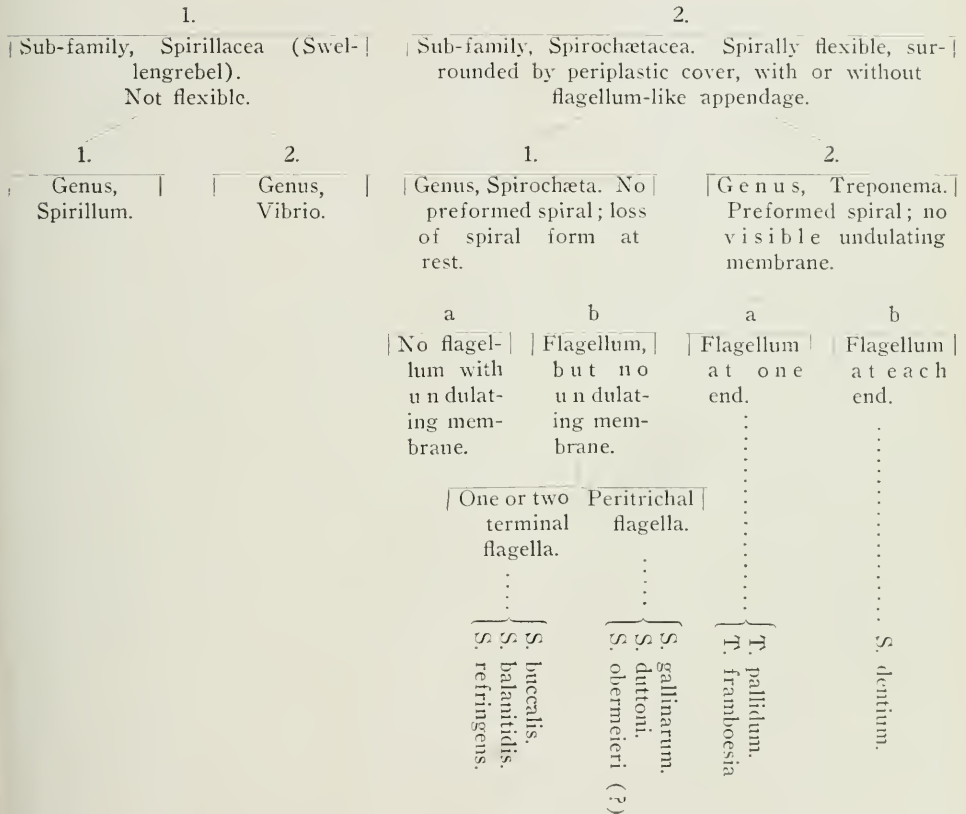 1.
Sub-family, Spirillacea (Swel-
lengrebel).
Not flexible.
2.
Sub-family, Spirochætacea. Spirally flexible, sur-
rounded by periplastic cover, with or without
flagellum-like appendage.
1.
Genus,
Spirillum.
2.
Genus,
Vibrio.
1.
Genus, Spirochæta. No
preformed spiral; loss
of spiral form at
rest.
2.
Genus, Treponema.
Preformed spiral; no
visible undulating
membrane.
a
No flagel-
lum with
undulat-
ing mem-
brane.
b
Flagellum,
but no
undulat-
ing mem-
brane.
a
Flagellum
at one
end.
b
Flagellum
at each
end.
One or two
terminal
flagella.
Peritrichal
flagella.
S. buccalis.
S. balanitidis.
S. refringens.
S. gallinarum.
S. duttoni.
S. obermeieri (?)
T. pallidum.
T. framboesia
S. dentium.